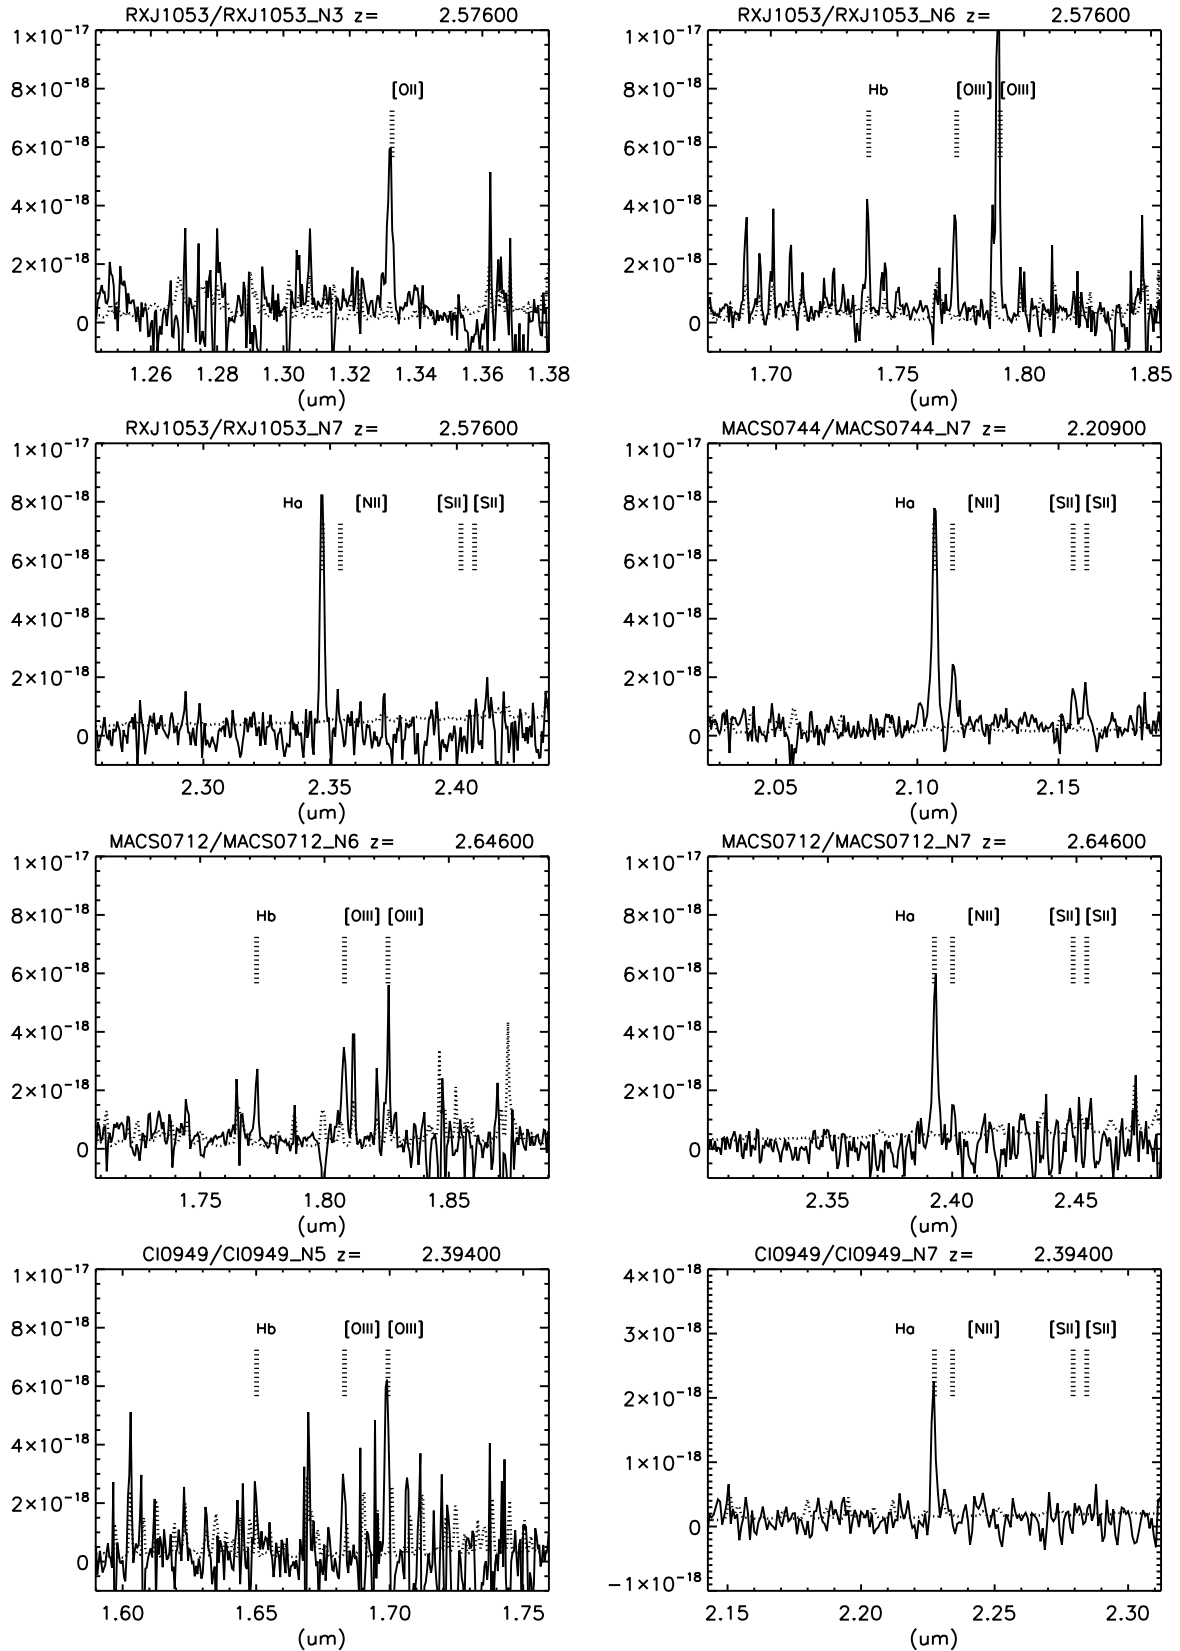 RXJ1053/RXJ1053_N3 z= 2.57600
1×10⁻¹⁷
8×10⁻¹⁸
6×10⁻¹⁸
4×10⁻¹⁸
2×10⁻¹⁸
0
[OII]
1.26 1.28 1.30 1.32 1.34 1.36 1.38
(um)
RXJ1053/RXJ1053_N6 z= 2.57600
1×10⁻¹⁷
8×10⁻¹⁸
6×10⁻¹⁸
4×10⁻¹⁸
2×10⁻¹⁸
0
Hb [OIII] [OIII]
1.70 1.75 1.80 1.85
(um)
RXJ1053/RXJ1053_N7 z= 2.57600
1×10⁻¹⁷
8×10⁻¹⁸
6×10⁻¹⁸
4×10⁻¹⁸
2×10⁻¹⁸
0
Ha [NII] [SII] [SII]
2.30 2.35 2.40
(um)
MACS0744/MACS0744_N7 z= 2.20900
1×10⁻¹⁷
8×10⁻¹⁸
6×10⁻¹⁸
4×10⁻¹⁸
2×10⁻¹⁸
0
Ha [NII] [SII] [SII]
2.05 2.10 2.15
(um)
MACS0712/MACS0712_N6 z= 2.64600
1×10⁻¹⁷
8×10⁻¹⁸
6×10⁻¹⁸
4×10⁻¹⁸
2×10⁻¹⁸
0
Hb [OIII] [OIII]
1.75 1.80 1.85
(um)
MACS0712/MACS0712_N7 z= 2.64600
1×10⁻¹⁷
8×10⁻¹⁸
6×10⁻¹⁸
4×10⁻¹⁸
2×10⁻¹⁸
0
Ha [NII] [SII] [SII]
2.35 2.40 2.45
(um)
Cl0949/Cl0949_N5 z= 2.39400
1×10⁻¹⁷
8×10⁻¹⁸
6×10⁻¹⁸
4×10⁻¹⁸
2×10⁻¹⁸
0
Hb [OIII] [OIII]
1.60 1.65 1.70 1.75
(um)
Cl0949/Cl0949_N7 z= 2.39400
4×10⁻¹⁸
3×10⁻¹⁸
2×10⁻¹⁸
1×10⁻¹⁸
0
−1×10⁻¹⁸
Ha [NII] [SII] [SII]
2.15 2.20 2.25 2.30
(um)